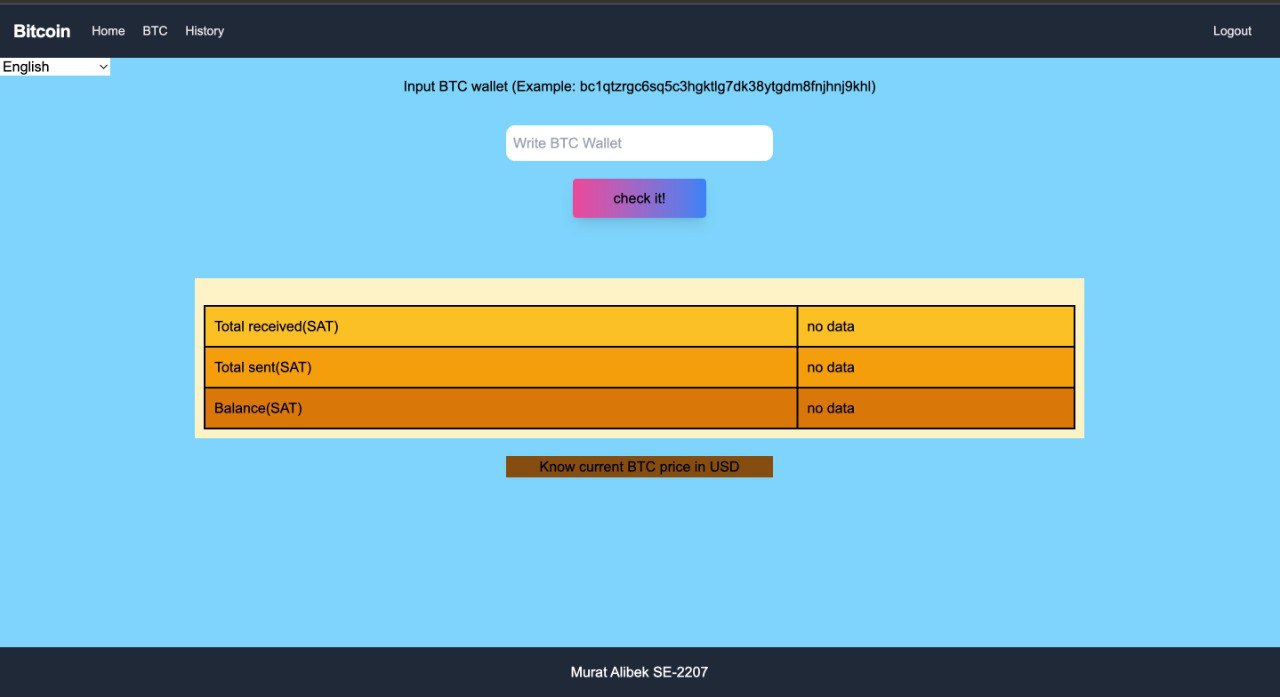 Bitcoin Home BTC History Logout
English
Input BTC wallet (Example: bc1qtzrgc6sq5c3hgktlg7dk38ytgdm8fnjhnj9khl)
Write BTC Wallet
check it!
Total received(SAT) no data
Total sent(SAT) no data
Balance(SAT) no data
Know current BTC price in USD
Murat Alibek SE-2207